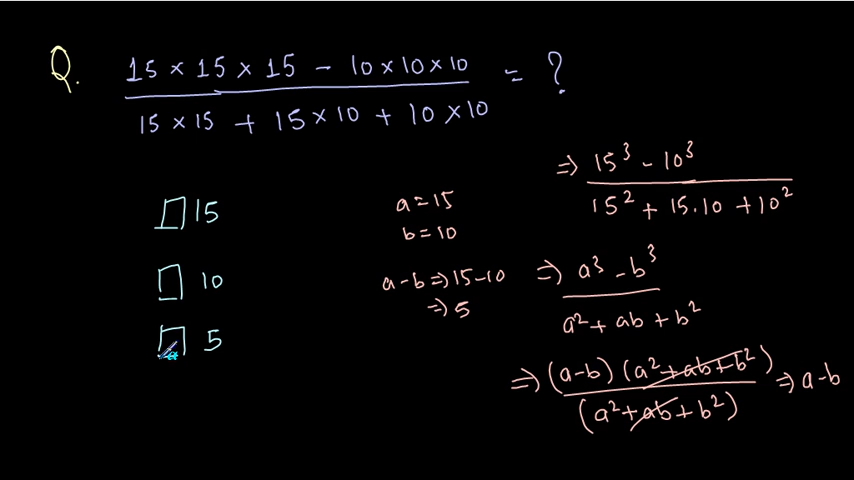 Q. 15 × 15 × 15 - 10 × 10 × 10 / 15 × 15 + 15 × 10 + 10 × 10 = ?
⇒ 15³ - 10³ / 15² + 15.10 + 10²
15
a = 15
b = 10
10
a-b ⇒ 15-10
⇒ 5
⇒ a³ - b³ / a² + ab + b²
5
⇒ (a-b) (a² + ab + b²) / (a² + ab + b²) ⇒ a-b